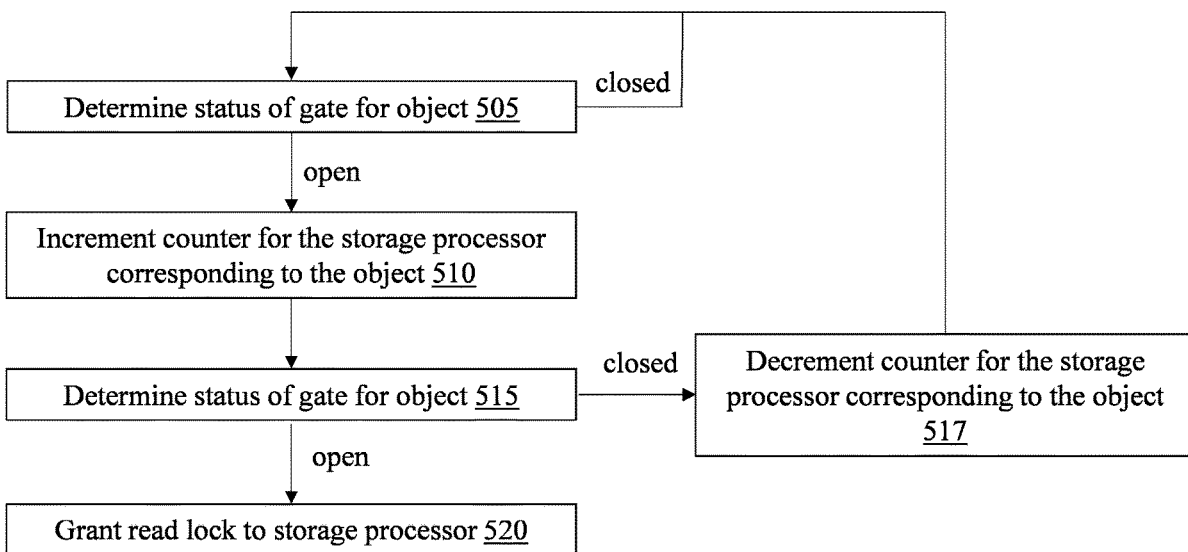 closed
Determine status of gate for object 505
open
Increment counter for the storage processor
corresponding to the object 510
closed
Determine status of gate for object 515
Decrement counter for the storage
processor corresponding to the object
517
open
Grant read lock to storage processor 520